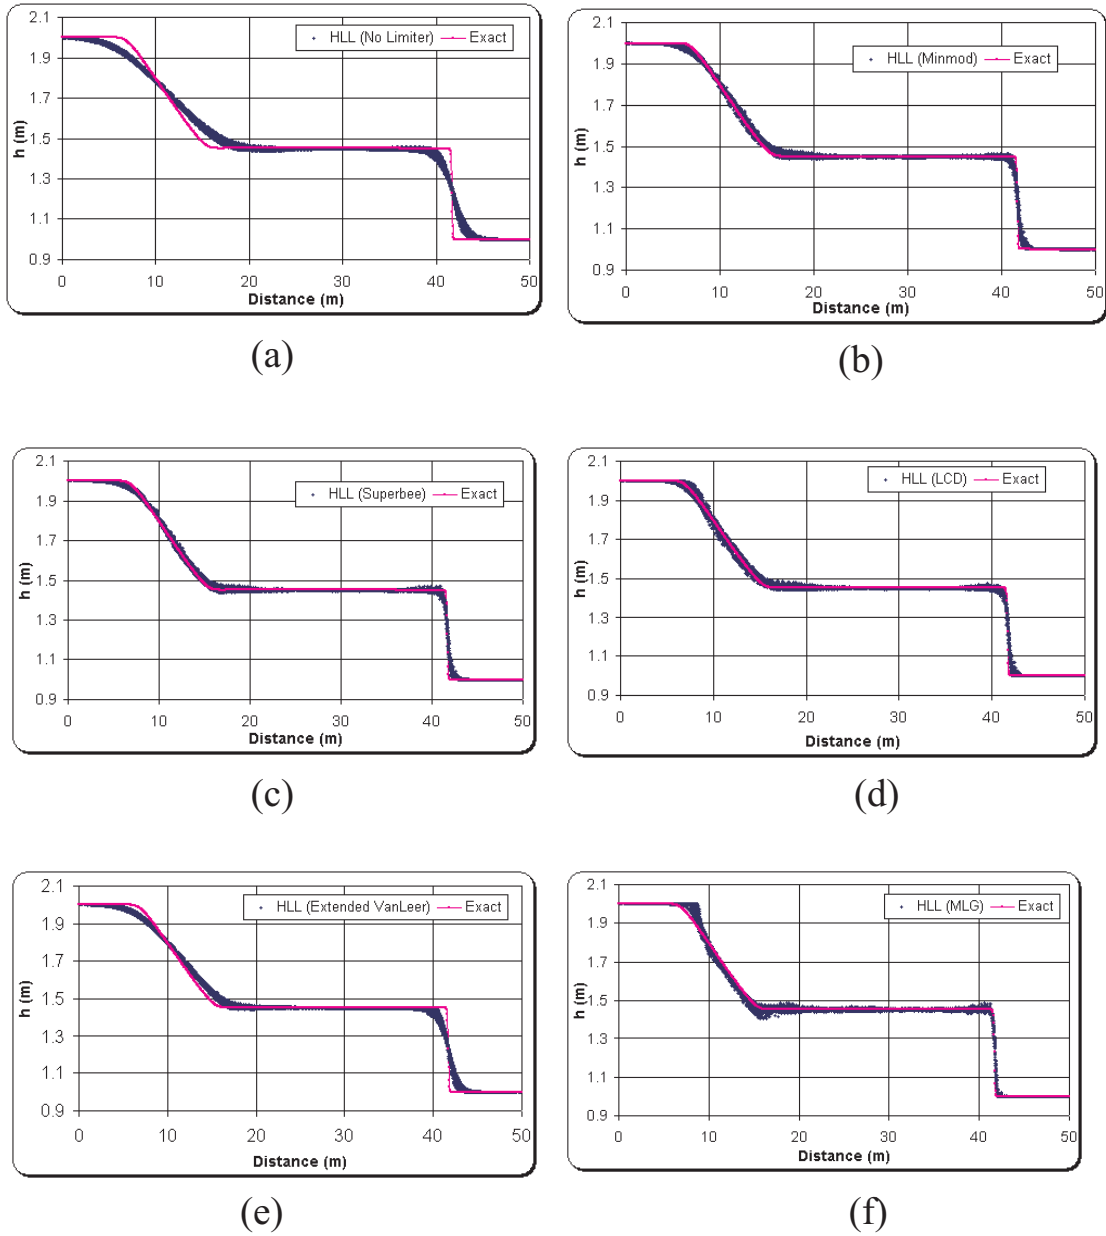 2.1
1.9
1.7
1.5
1.3
1.1
0.9
h (m)
HLL (No Limiter) Exact
0 10 20 30 40 50
Distance (m)
(a)
2.1
1.9
1.7
1.5
1.3
1.1
0.9
h (m)
HLL (Minmod) Exact
0 10 20 30 40 50
Distance (m)
(b)
2.1
1.9
1.7
1.5
1.3
1.1
0.9
h (m)
HLL (Superbee) Exact
0 10 20 30 40 50
Distance (m)
(c)
2.1
1.9
1.7
1.5
1.3
1.1
0.9
h (m)
HLL (LCD) Exact
0 10 20 30 40 50
Distance (m)
(d)
2.1
1.9
1.7
1.5
1.3
1.1
0.9
h (m)
HLL (Extended VanLeer) Exact
0 10 20 30 40 50
Distance (m)
(e)
2.1
1.9
1.7
1.5
1.3
1.1
0.9
h (m)
HLL (MLG) Exact
0 10 20 30 40 50
Distance (m)
(f)